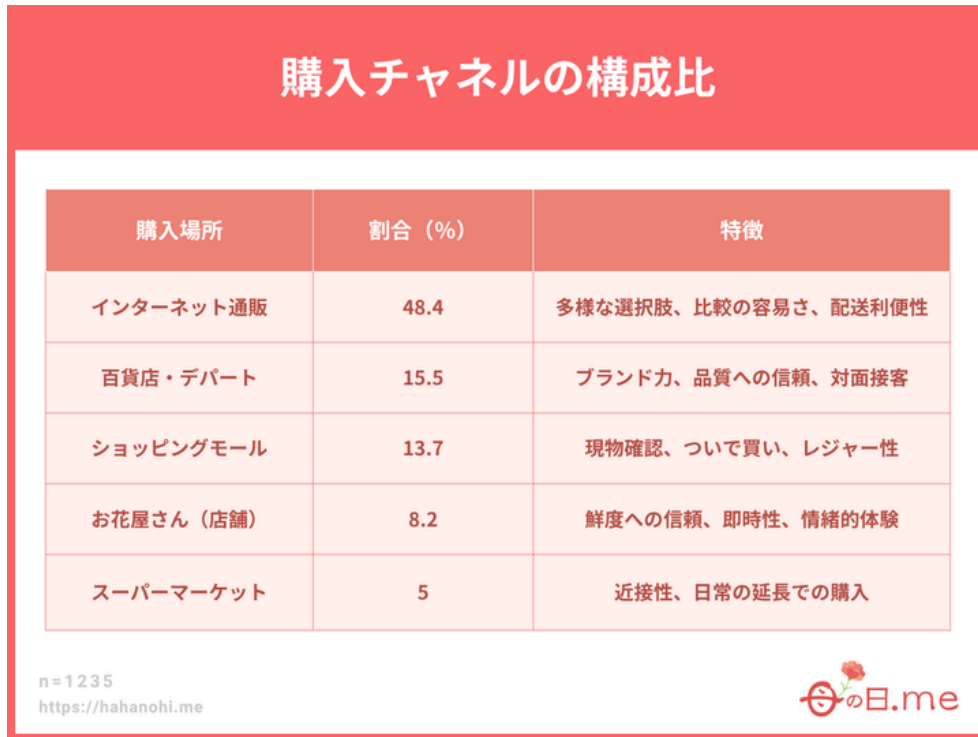 購入チャネルの構成比
購入場所 割合（%） 特徴
インターネット通販 48.4 多様な選択肢、比較の容易さ、配送利便性
百貨店・デパート 15.5 ブランド力、品質への信頼、対面接客
ショッピングモール 13.7 現物確認、ついで買い、レジャー性
お花屋さん（店舗） 8.2 鮮度への信頼、即時性、情緒的体験
スーパーマーケット 5 近接性、日常の延長での購入
n=1235
https://hahanohi.me
母の日.me